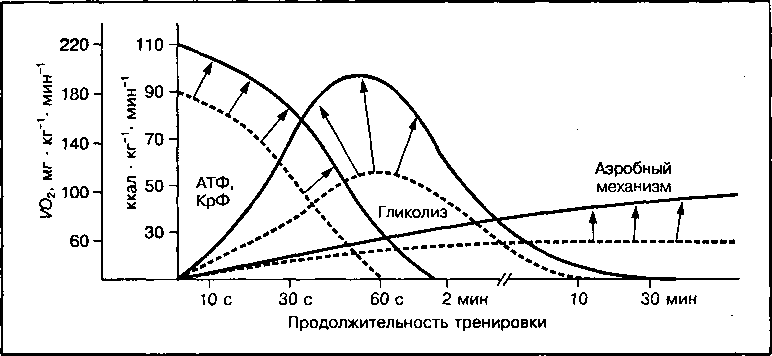 V̇O₂, мг · кг⁻¹ · мин⁻¹
220
180
140
100
60
ккал · кг⁻¹, мин⁻¹
110
90
70
50
30
АТФ,
КрФ
Гликолиз
Аэробный
механизм
10 с 30 с 60 с 2 мин 10 30 мин
Продолжительность тренировки